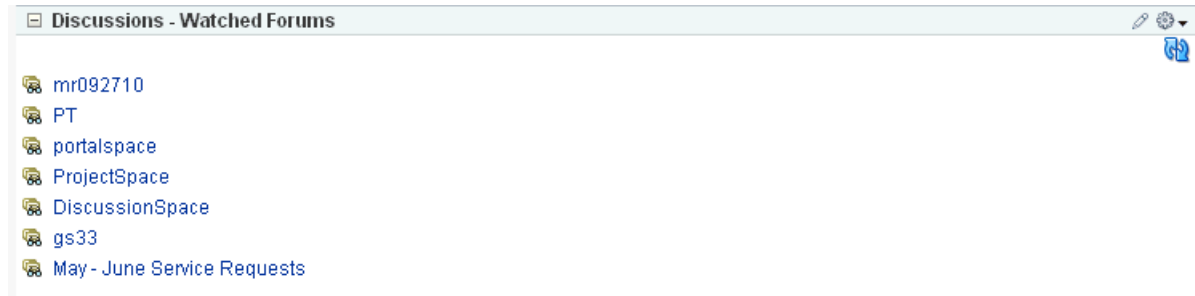 Discussions - Watched Forums
mr092710
PT
portalspace
ProjectSpace
DiscussionSpace
gs33
May - June Service Requests